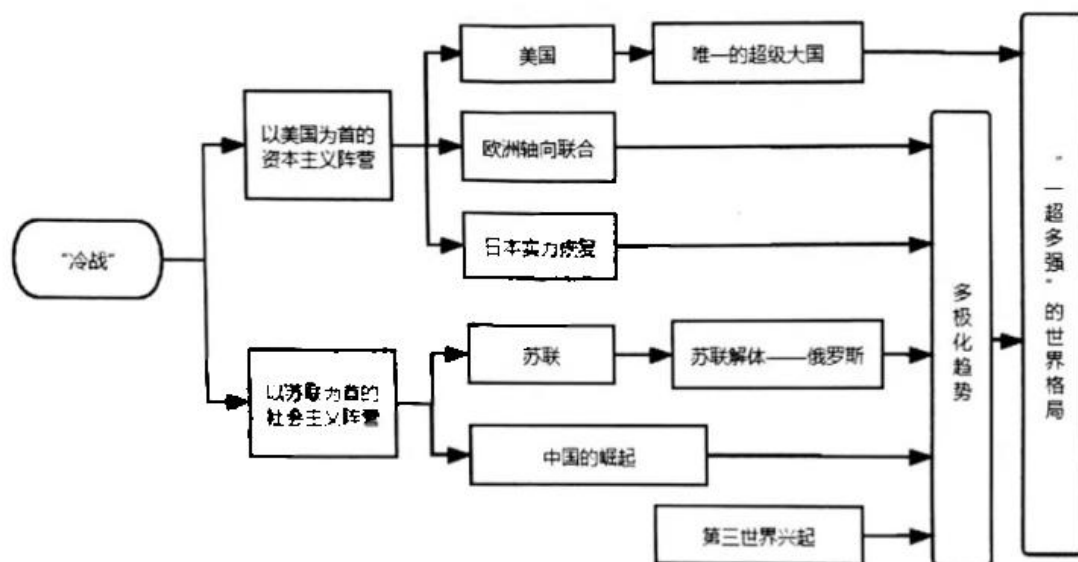 "冷战"
以美国为首的
资本主义阵营
美国
唯一的超级大国
欧洲轴向联合
日本实力恢复
以苏联为首的
社会主义阵营
苏联
苏联解体——俄罗斯
中国的崛起
第三世界兴起
多极化趋势
"一超多强"的世界格局